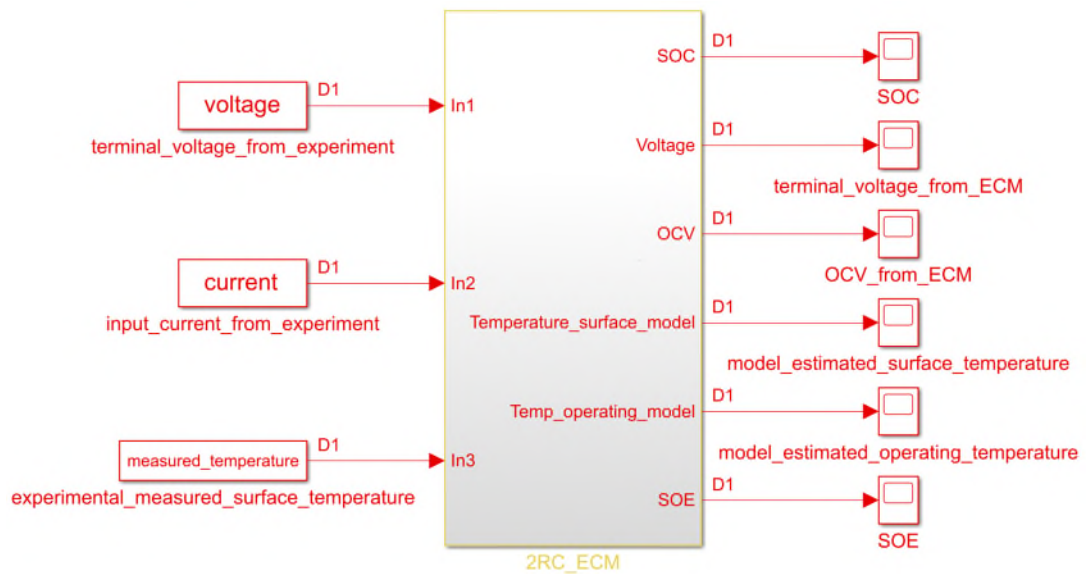 voltage
D1
In1
terminal_voltage_from_experiment
current
D1
In2
input_current_from_experiment
measured_temperature
D1
In3
experimental_measured_surface_temperature
SOC
D1
SOC
Voltage
D1
terminal_voltage_from_ECM
OCV
D1
OCV_from_ECM
Temperature_surface_model
D1
model_estimated_surface_temperature
Temp_operating_model
D1
model_estimated_operating_temperature
SOE
D1
SOE
2RC_ECM